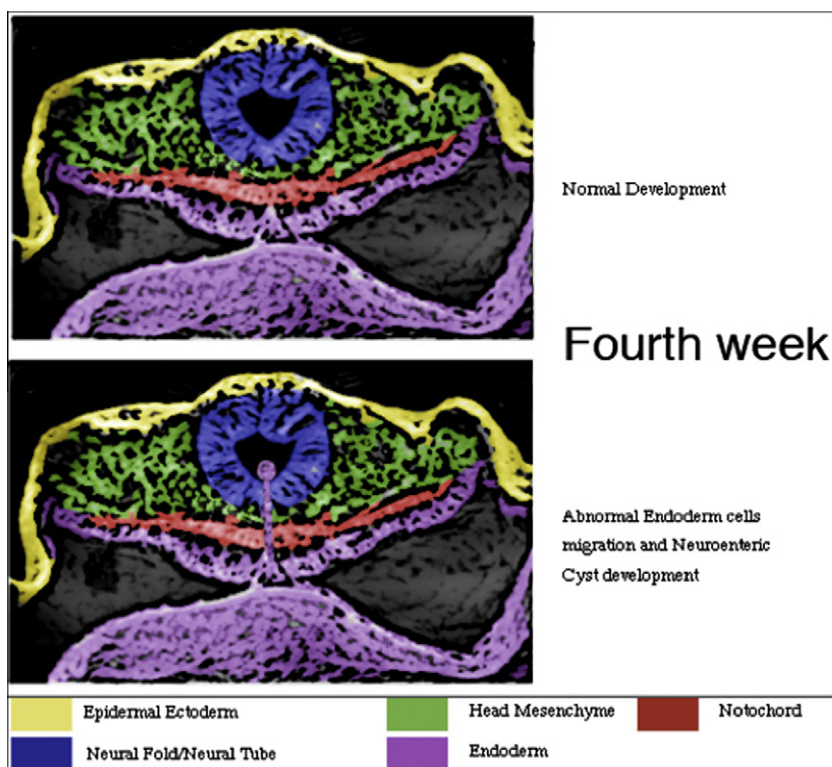 Normal Development
Fourth week
Abnormal Endoderm cells
migration and Neuroenteric
Cyst development
Epidermal Ectoderm
Head Mesenchyme
Notochord
Neural Fold/Neural Tube
Endoderm